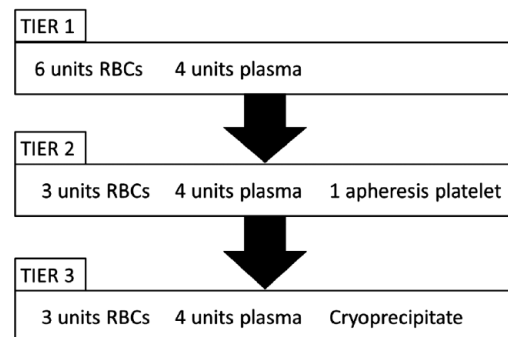 TIER 1
6 units RBCs 4 units plasma
TIER 2
3 units RBCs 4 units plasma 1 apheresis platelet
TIER 3
3 units RBCs 4 units plasma Cryoprecipitate